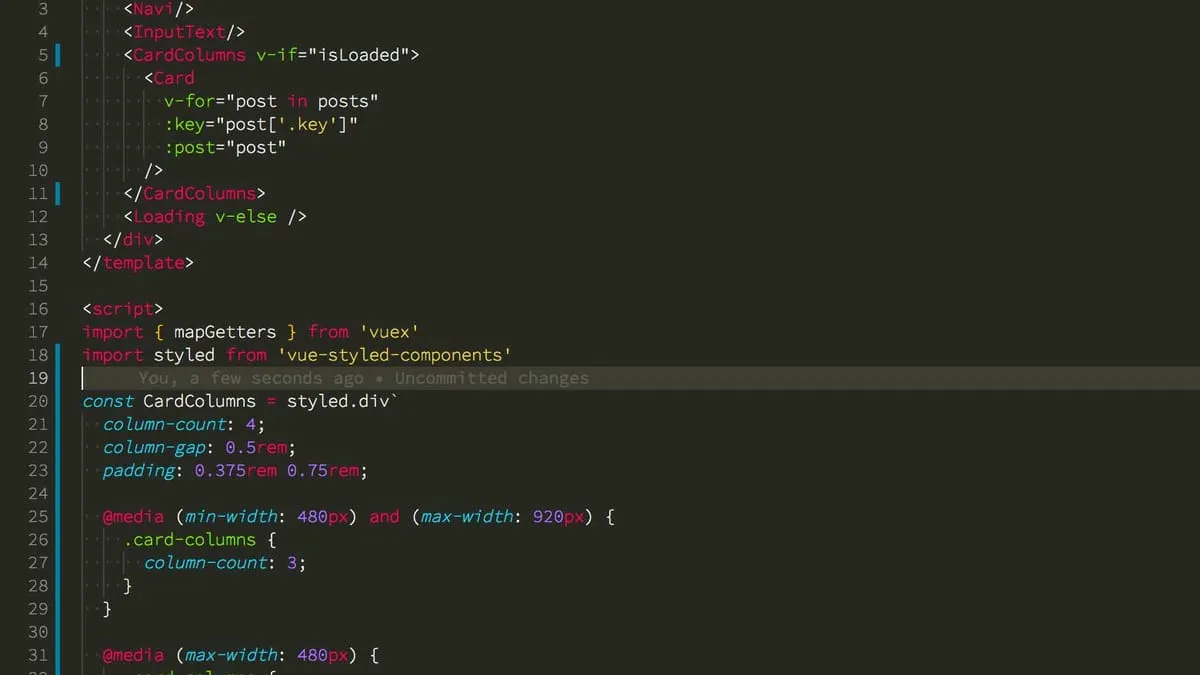 3 <Navi/>
4 <InputText/>
5 <CardColumns v-if="isLoaded">
6 <Card
7 v-for="post in posts"
8 :key="post['.key']"
9 :post="post"
10 />
11 </CardColumns>
12 <Loading v-else />
13 </div>
14 </template>
15
16 <script>
17 import { mapGetters } from 'vuex'
18 import styled from 'vue-styled-components'
19 You, a few seconds ago • Uncommitted changes
20 const CardColumns = styled.div`
21 column-count: 4;
22 column-gap: 0.5rem;
23 padding: 0.375rem 0.75rem;
24
25 @media (min-width: 480px) and (max-width: 920px) {
26 .card-columns {
27 column-count: 3;
28 }
29 }
30
31 @media (max-width: 480px) {